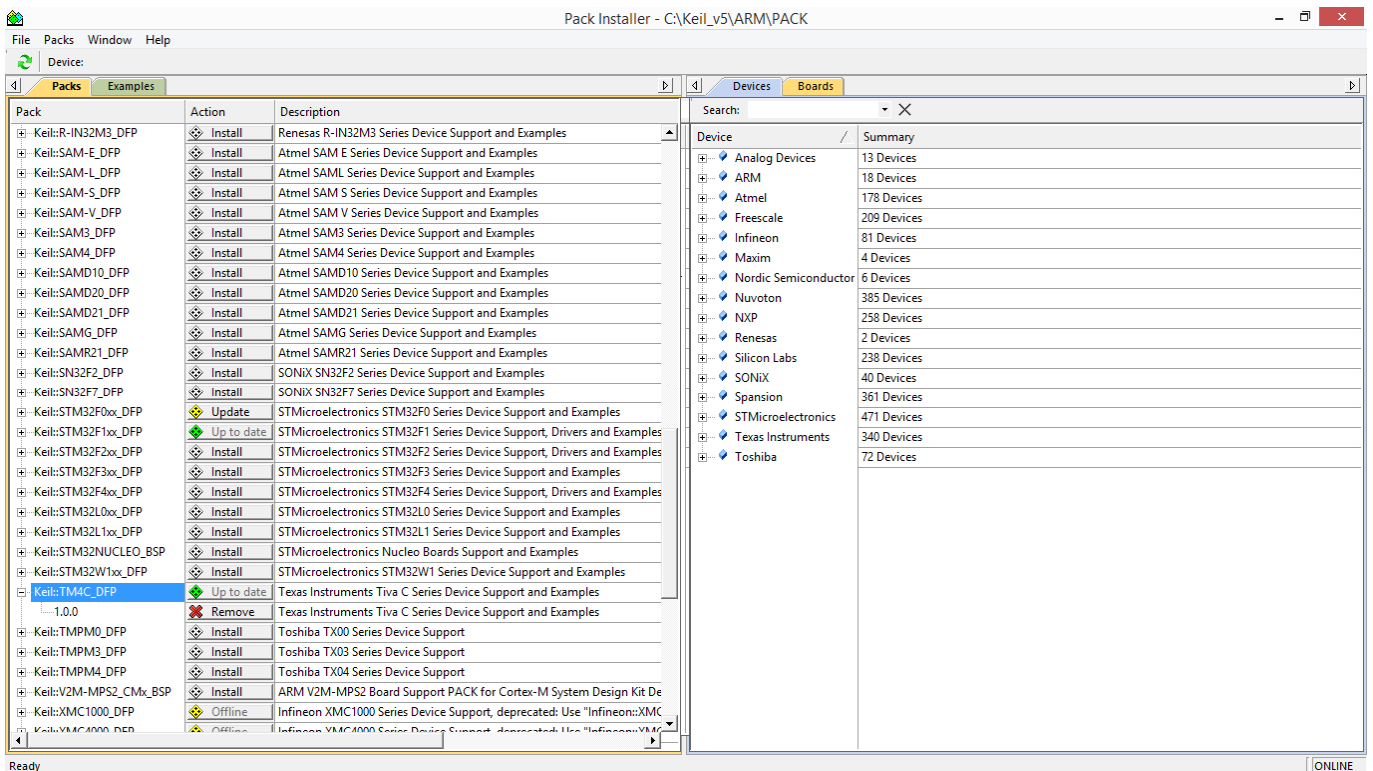 Pack Installer - C:\Keil_v5\ARM\PACK
File Packs Window Help
Device:
Packs Examples
Pack Action Description
Keil::R-IN32M3_DFP Install Renesas R-IN32M3 Series Device Support and Examples
Keil::SAM-E_DFP Install Atmel SAM E Series Device Support and Examples
Keil::SAM-L_DFP Install Atmel SAML Series Device Support and Examples
Keil::SAM-S_DFP Install Atmel SAM S Series Device Support and Examples
Keil::SAM-V_DFP Install Atmel SAM V Series Device Support and Examples
Keil::SAM3_DFP Install Atmel SAM3 Series Device Support and Examples
Keil::SAM4_DFP Install Atmel SAM4 Series Device Support and Examples
Keil::SAMD10_DFP Install Atmel SAMD10 Series Device Support and Examples
Keil::SAMD20_DFP Install Atmel SAMD20 Series Device Support and Examples
Keil::SAMD21_DFP Install Atmel SAMD21 Series Device Support and Examples
Keil::SAMG_DFP Install Atmel SAMG Series Device Support and Examples
Keil::SAMR21_DFP Install Atmel SAMR21 Series Device Support and Examples
Keil::SN32F2_DFP Install SONiX SN32F2 Series Device Support and Examples
Keil::SN32F7_DFP Install SONiX SN32F7 Series Device Support and Examples
Keil::STM32F0xx_DFP Update STMicroelectronics STM32F0 Series Device Support and Examples
Keil::STM32F1xx_DFP Up to date STMicroelectronics STM32F1 Series Device Support, Drivers and Examples
Keil::STM32F2xx_DFP Install STMicroelectronics STM32F2 Series Device Support, Drivers and Examples
Keil::STM32F3xx_DFP Install STMicroelectronics STM32F3 Series Device Support and Examples
Keil::STM32F4xx_DFP Install STMicroelectronics STM32F4 Series Device Support, Drivers and Examples
Keil::STM32L0xx_DFP Install STMicroelectronics STM32L0 Series Device Support and Examples
Keil::STM32L1xx_DFP Install STMicroelectronics STM32L1 Series Device Support and Examples
Keil::STM32NUCLEO_BSP Install STMicroelectronics Nucleo Boards Support and Examples
Keil::STM32W1xx_DFP Install STMicroelectronics STM32W1 Series Device Support and Examples
Keil::TM4C_DFP Up to date Texas Instruments Tiva C Series Device Support and Examples
1.0.0 Remove Texas Instruments Tiva C Series Device Support and Examples
Keil::TMPM0_DFP Install Toshiba TX00 Series Device Support
Keil::TMPM3_DFP Install Toshiba TX03 Series Device Support
Keil::TMPM4_DFP Install Toshiba TX04 Series Device Support
Keil::V2M-MPS2_CMx_BSP Install ARM V2M-MPS2 Board Support PACK for Cortex-M System Design Kit De
Keil::XMC1000_DFP Offline Infineon XMC1000 Series Device Support, deprecated: Use "Infineon::XMC
Keil::XMC4000_DFP Offline Infineon XMC4000 Series Device Support, deprecated: Use "Infineon::XMC
Devices Boards
Search:
Device Summary
Analog Devices 13 Devices
ARM 18 Devices
Atmel 178 Devices
Freescale 209 Devices
Infineon 81 Devices
Maxim 4 Devices
Nordic Semiconductor 6 Devices
Nuvoton 385 Devices
NXP 258 Devices
Renesas 2 Devices
Silicon Labs 238 Devices
SONiX 40 Devices
Spansion 361 Devices
STMicroelectronics 471 Devices
Texas Instruments 340 Devices
Toshiba 72 Devices
Ready ONLINE